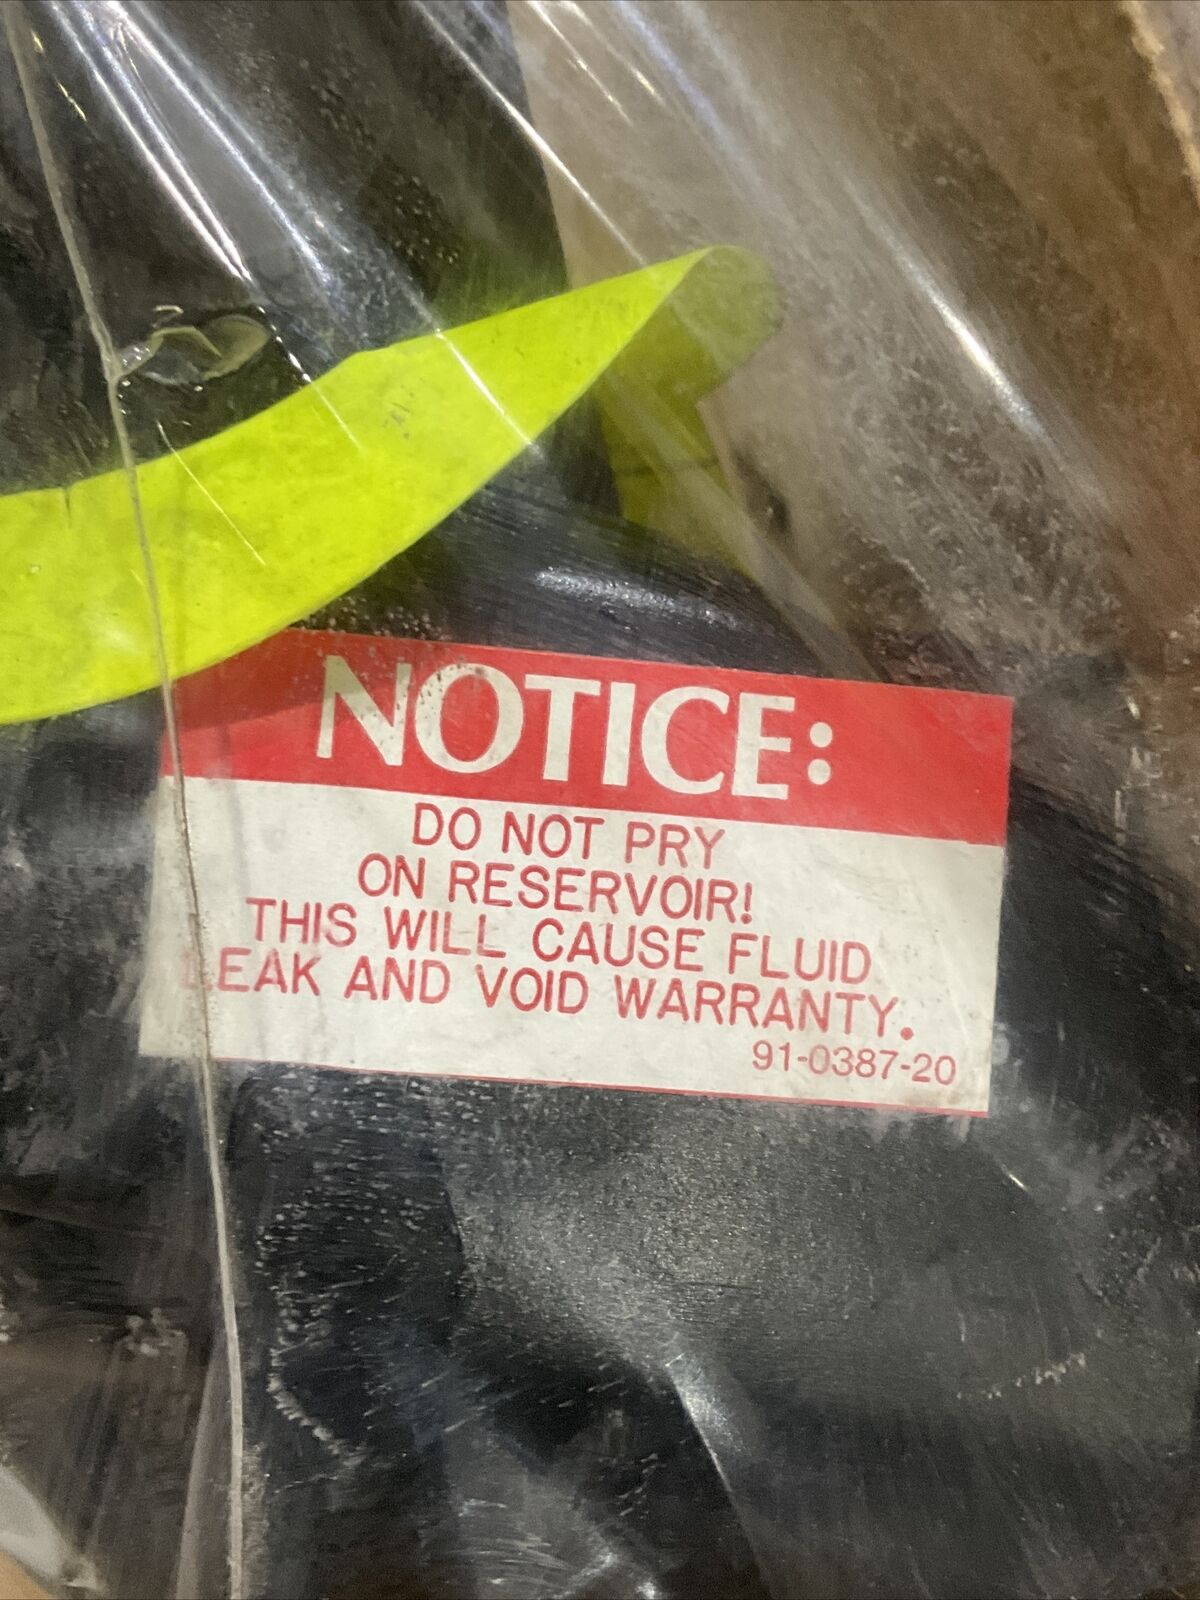 NOTICE:
DO NOT PRY
ON RESERVOIR!
THIS WILL CAUSE FLUID
LEAK AND VOID WARRANTY.
91-0387-20